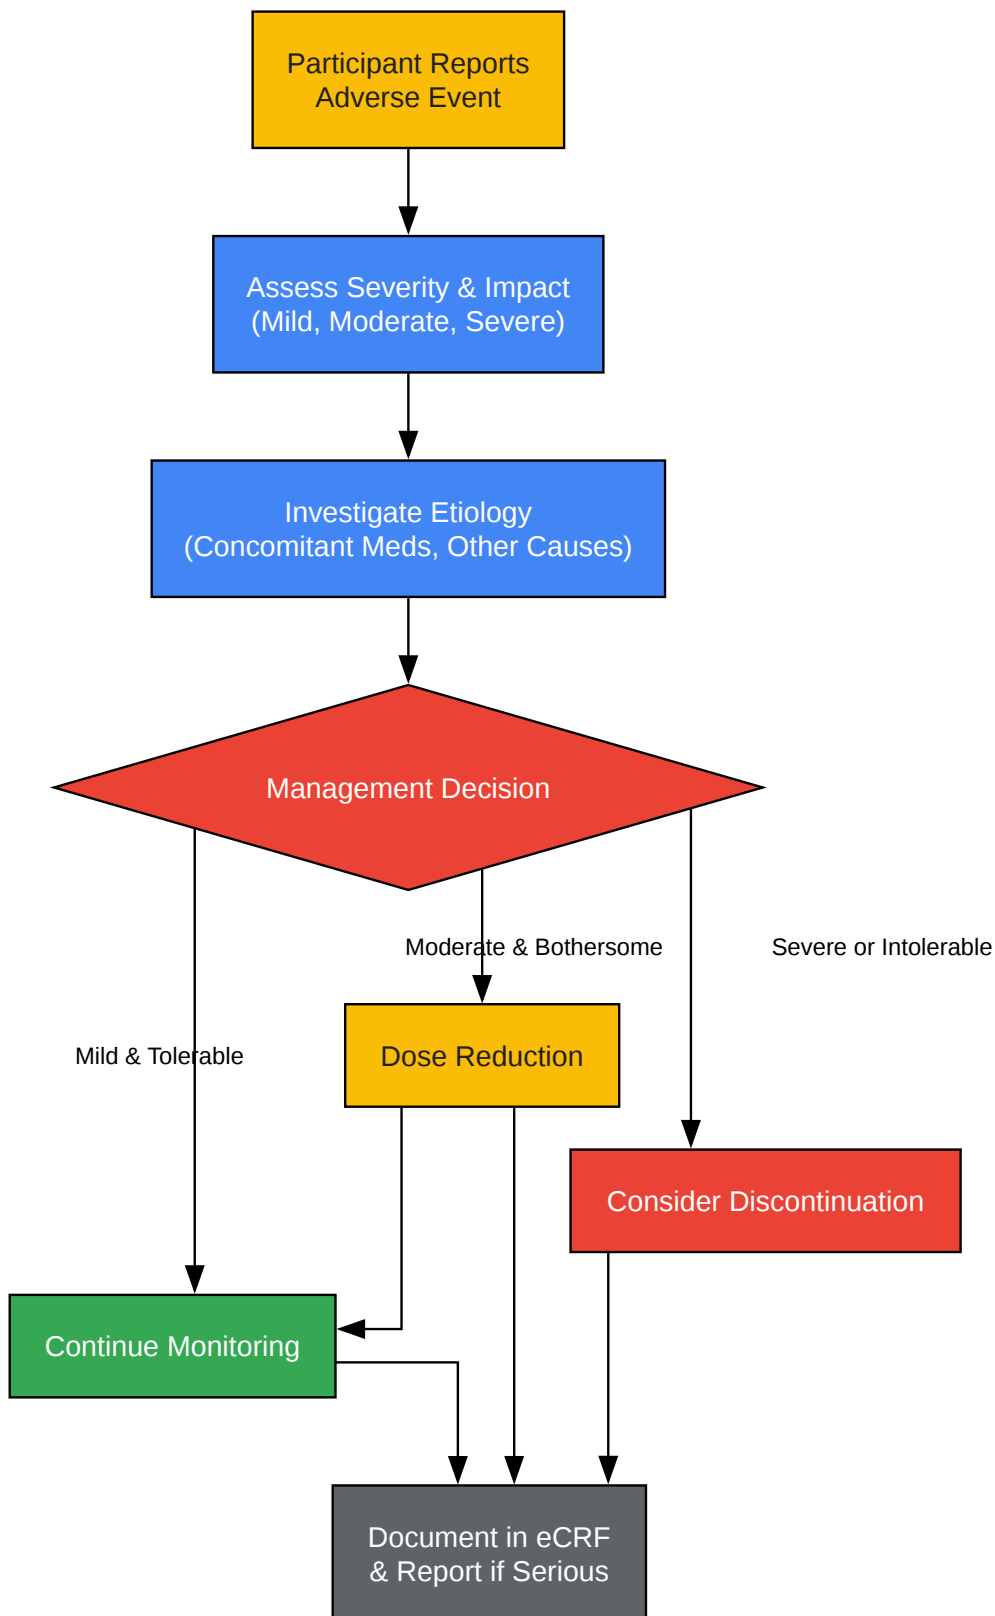 Participant Reports
Adverse Event
Assess Severity & Impact
(Mild, Moderate, Severe)
Investigate Etiology
(Concomitant Meds, Other Causes)
Management Decision
Moderate & Bothersome
Severe or Intolerable
Mild & Tolerable
Dose Reduction
Consider Discontinuation
Continue Monitoring
Document in eCRF
& Report if Serious